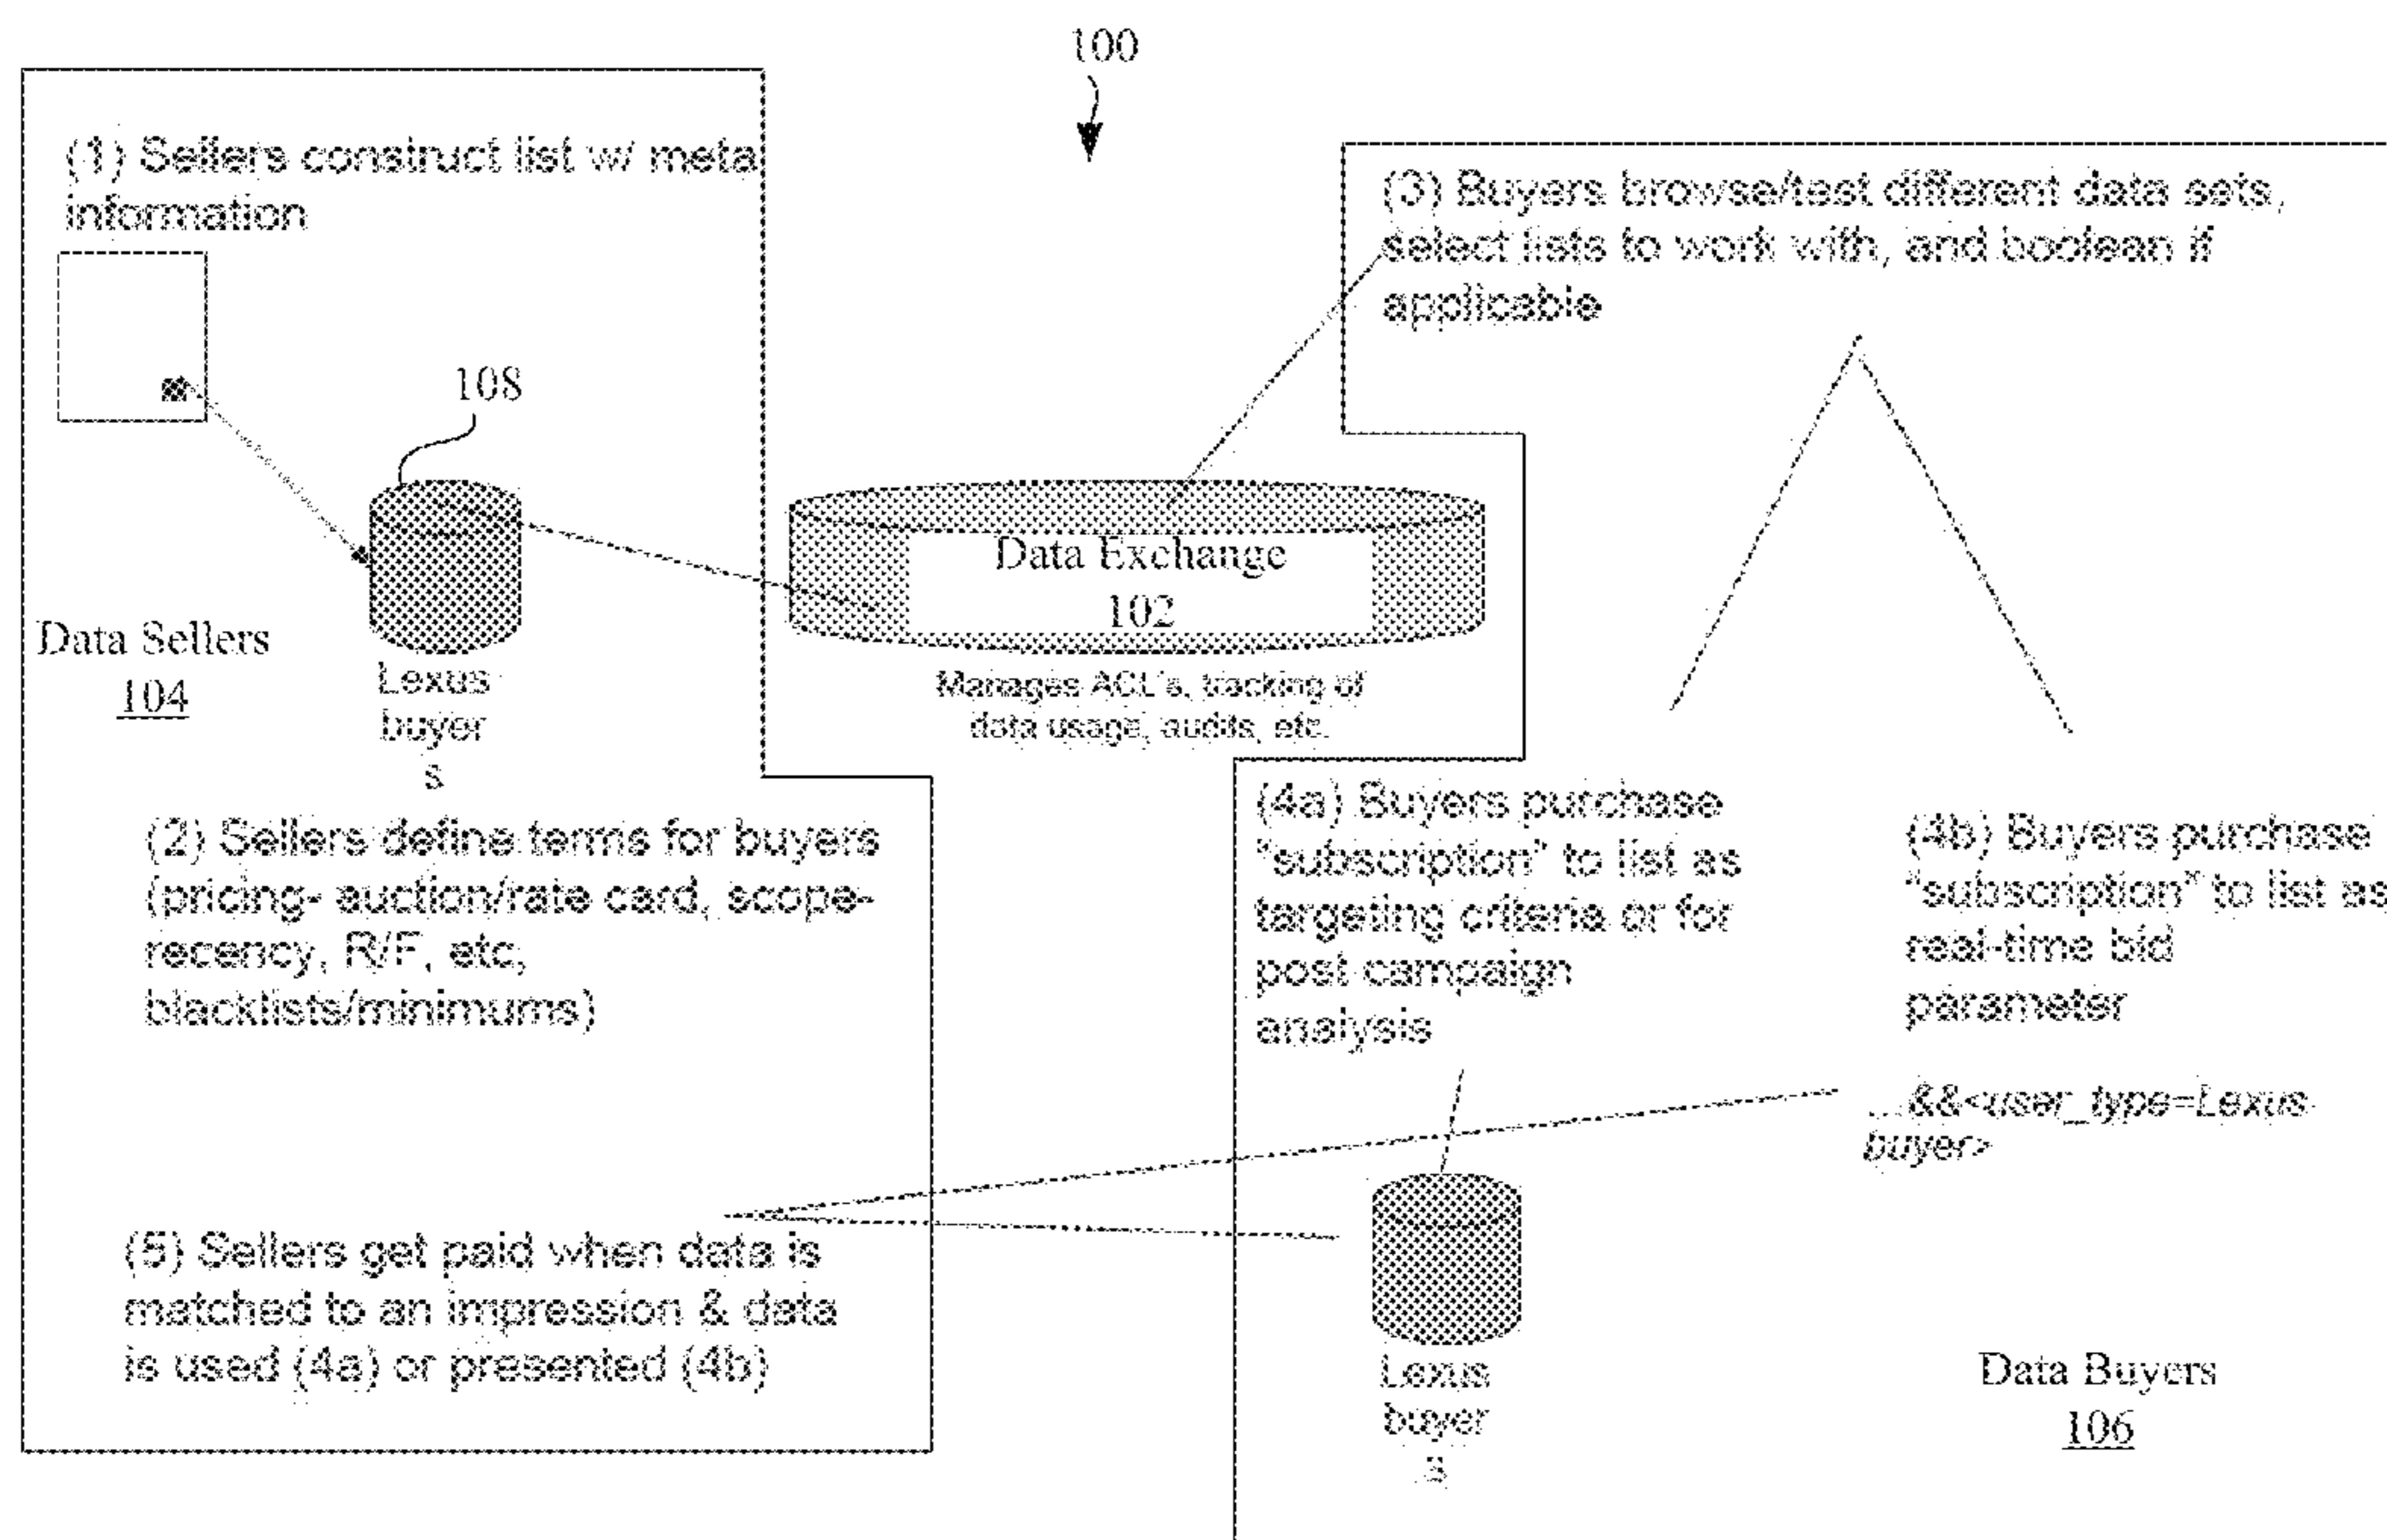 100
(1) Sellers construct list w/ meta
information
108
Data Sellers
104
Lexus
buyer
s
(2) Sellers define terms for buyers
(pricing- auction/rate card, scope-
recency, R/F, etc,
blacklists/minimums)
(5) Sellers get paid when data is
matched to an impression & data
is used (4a) or presented (4b)
Data Exchange
102
Manages ACL's, tracking of
data usage, audits, etc.
(3) Buyers browse/test different data sets,
select lists to work with, and boolean if
applicable
(4a) Buyers purchase
"subscription" to list as
targeting criteria or for
post campaign
analysis
Lexus
buyer
s
(4b) Buyers purchase
"subscription" to list as
real-time bid
parameter
...&&<user_type=Lexus
buyer>
Data Buyers
106